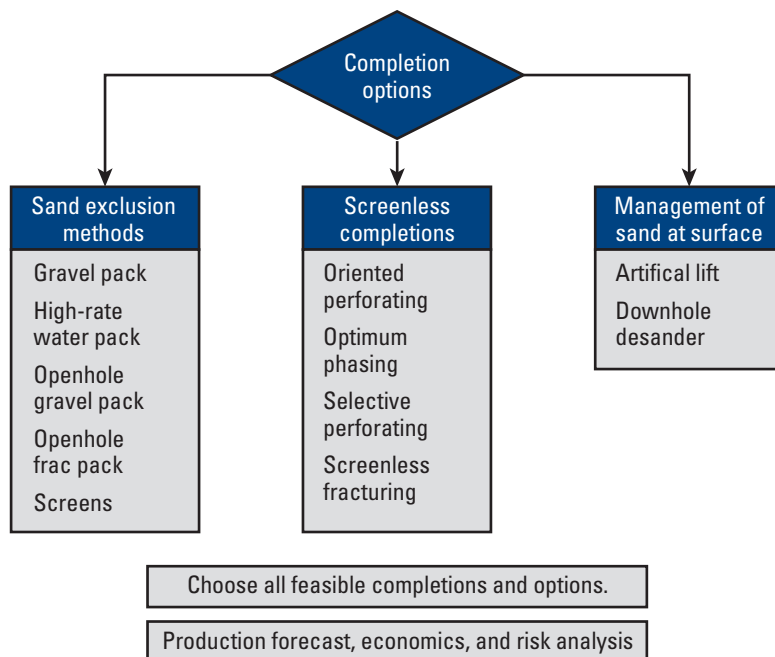 Completion
options
Sand exclusion
methods
Gravel pack
High-rate
water pack
Openhole
gravel pack
Openhole
frac pack
Screens
Screenless
completions
Oriented
perforating
Optimum
phasing
Selective
perforating
Screenless
fracturing
Management of
sand at surface
Artifical lift
Downhole
desander
Choose all feasible completions and options.
Production forecast, economics, and risk analysis